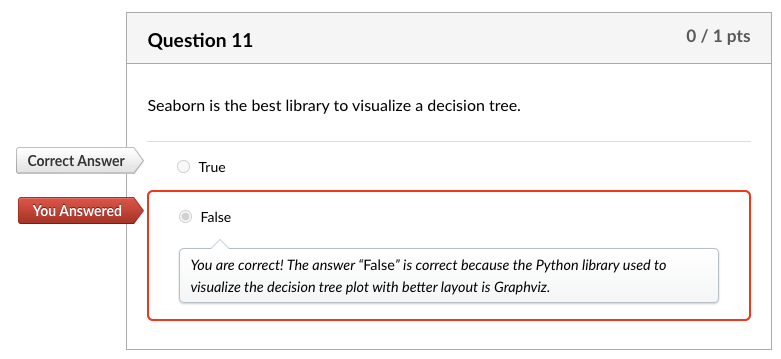 Question 11
0 / 1 pts
Seaborn is the best library to visualize a decision tree.
Correct Answer
True
You Answered
False
You are correct! The answer “False” is correct because the Python library used to
visualize the decision tree plot with better layout is Graphviz.